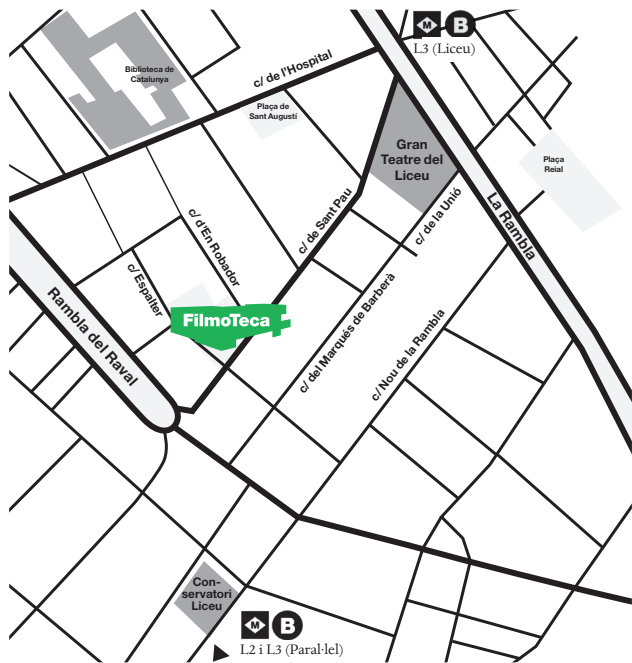 M B
L3 (Liceu)
Biblioteca de
Catalunya
c/ de l'Hospital
Plaça de
Sant Augustí
Gran
Teatre del
Liceu
Plaça
Reial
La Rambla
c/ de la Unió
c/ de Sant Pau
c/ d'En Robador
c/ Espalter
FilmoTeca
Rambla del Raval
c/ del Marqués de Barberà
c/ Nou de la Rambla
Con-
servatori
Liceu
M B
L2 i L3 (Paral·lel)